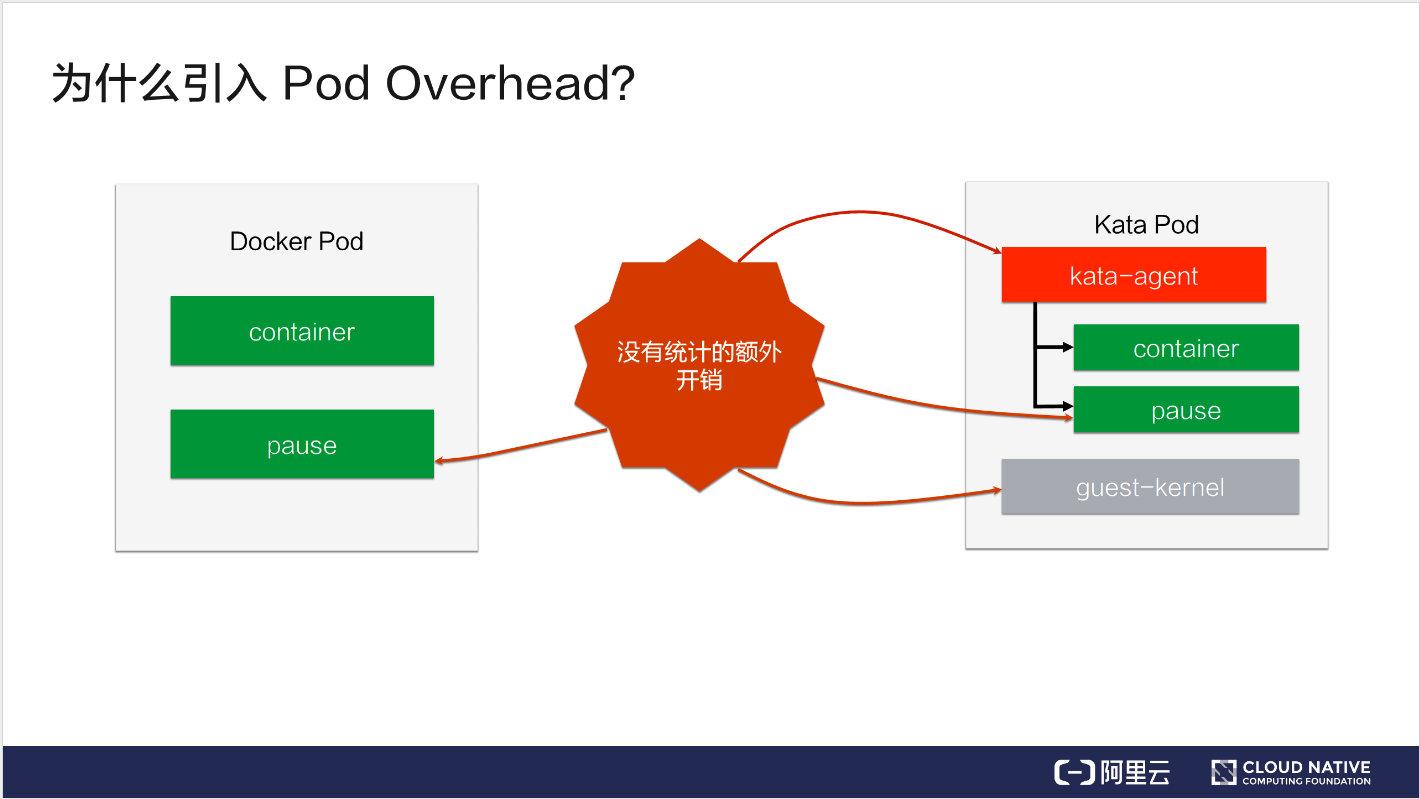 为什么引入 Pod Overhead?
Docker Pod
container
pause
没有统计的额外
开销
Kata Pod
kata-agent
container
pause
guest-kernel
阿里云
CLOUD NATIVE
COMPUTING FOUNDATION